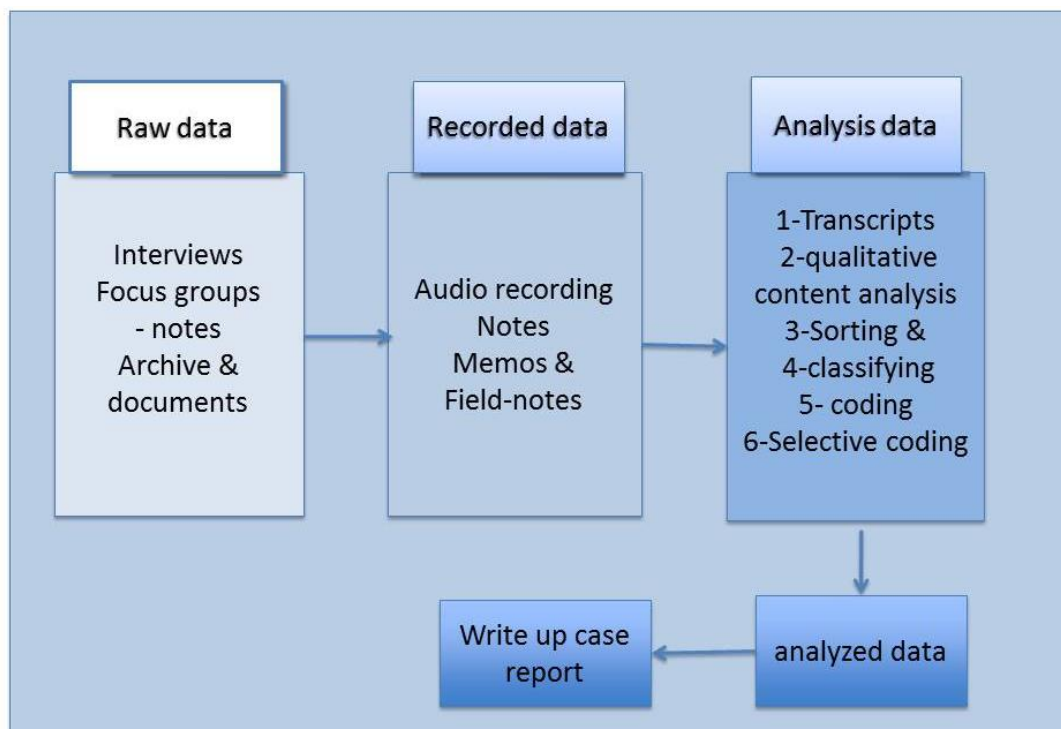 Raw data
Interviews
Focus groups
- notes
Archive &
documents
Recorded data
Audio recording
Notes
Memos &
Field-notes
Analysis data
1-Transcripts
2-qualitative
content analysis
3-Sorting &
4-classifying
5- coding
6-Selective coding
analyzed data
Write up case
report